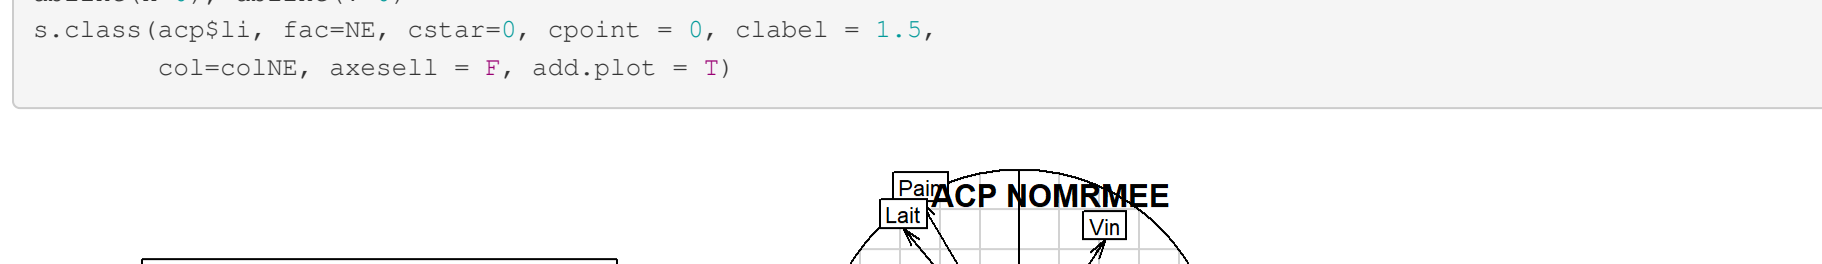 s.class(acp$li, fac=NE, cstar=0, cpoint = 0, clabel = 1.5,
col=colNE, axesell = F, add.plot = T)
Pain
ACP NOMRMEE
Lait
Vin